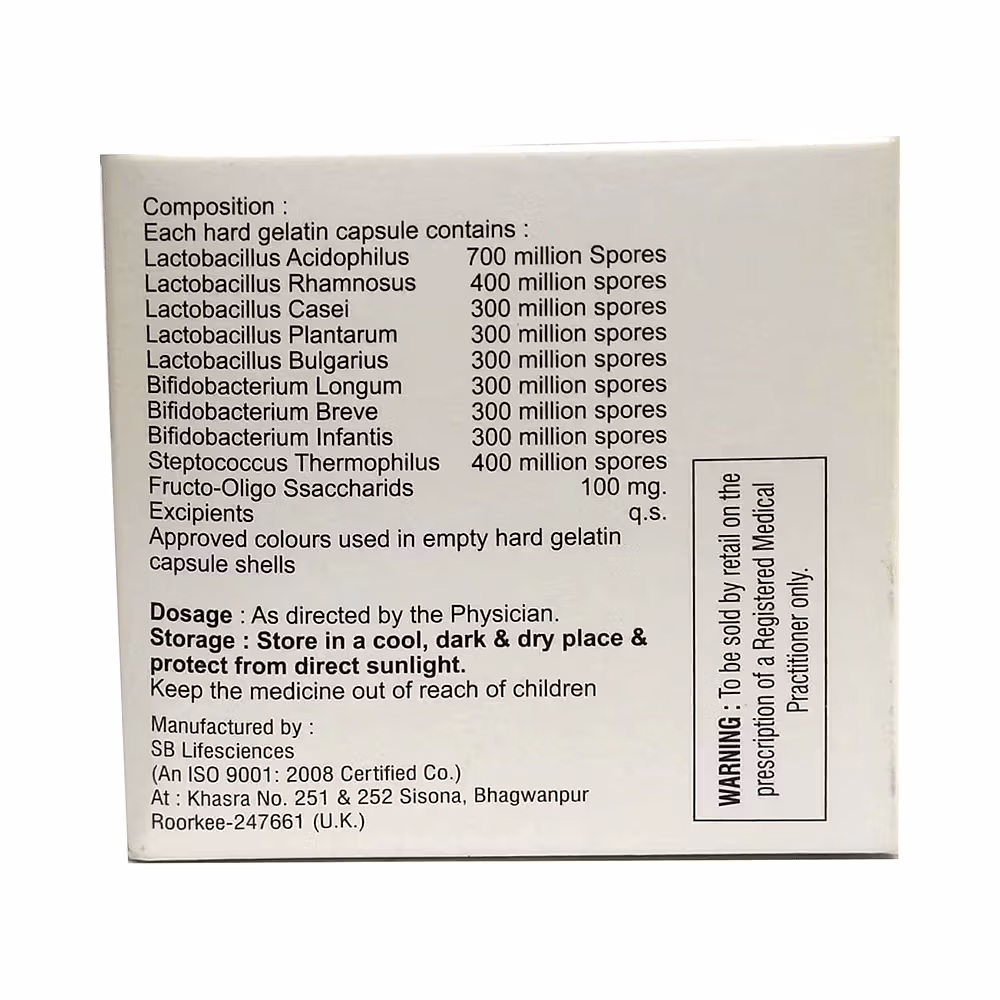 Composition :
Each hard gelatin capsule contains :
Lactobacillus Acidophilus 700 million Spores
Lactobacillus Rhamnosus 400 million spores
Lactobacillus Casei 300 million spores
Lactobacillus Plantarum 300 million spores
Lactobacillus Bulgarius 300 million spores
Bifidobacterium Longum 300 million spores
Bifidobacterium Breve 300 million spores
Bifidobacterium Infantis 300 million spores
Steptococcus Thermophilus 400 million spores
Fructo-Oligo Ssaccharids 100 mg.
Excipients q.s.
Approved colours used in empty hard gelatin
capsule shells
Dosage : As directed by the Physician.
Storage : Store in a cool, dark & dry place &
protect from direct sunlight.
Keep the medicine out of reach of children
Manufactured by :
SB Lifesciences
(An ISO 9001: 2008 Certified Co.)
At : Khasra No. 251 & 252 Sisona, Bhagwanpur
Roorkee-247661 (U.K.)
WARNING : To be sold by retail on the
prescription of a Registered Medical
Practitioner only.